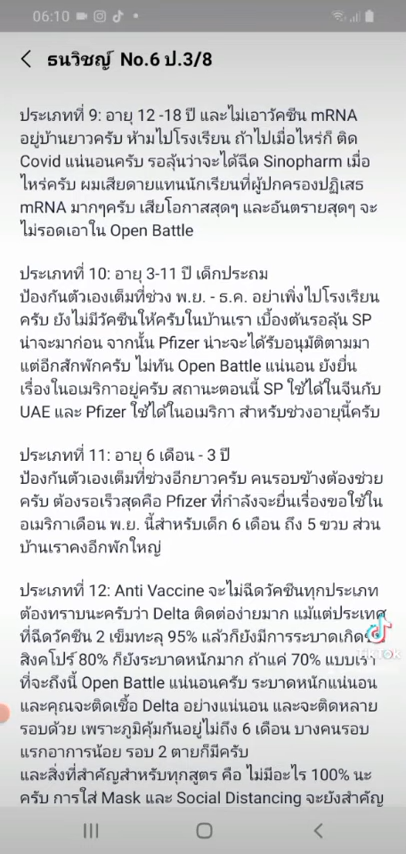 06:10
ธนวิชญ์ No.6 ป.3/8
ประเภทที่ 9: อายุ 12 -18 ปี และไม่เอาวัคซีน mRNA
อยู่บ้านยาวครับ ห้ามไปโรงเรียน ถ้าไปเมื่อไหร่ก็ ติด
Covid แน่นอนครับ รอลุ้นว่าจะได้ฉีด Sinopharm เมื่อ
ไหร่ครับ ผมเสียดายแทนนักเรียนที่ผู้ปกครองปฏิเสธ
mRNA มากๆครับ เสียโอกาสสุดๆ และอันตรายสุดๆ จะ
ไม่รอดเอาใน Open Battle
ประเภทที่ 10: อายุ 3-11 ปี เด็กประถม
ป้องกันตัวเองเต็มที่ช่วง พ.ย. - ธ.ค. อย่าเพิ่งไปโรงเรียน
ครับ ยังไม่มีวัคซีนให้ครับในบ้านเรา เบื้องต้นรอลุ้น SP
น่าจะมาก่อน จากนั้น Pfizer น่าะจะได้รับอนุมัติตามมา
แต่อีกสักพักครับ ไม่ทัน Open Battle แน่นอน ยังยื่น
เรื่องในอเมริกาอยู่ครับ สถานะตอนนี้ SP ใช้ได้ในจีนกับ
UAE และ Pfizer ใช้ได้ในอเมริกา สำหรับช่วงอายุนี้ครับ
ประเภทที่ 11: อายุ 6 เดือน - 3 ปี
ป้องกันตัวเองเต็มที่ช่วงอีกยาวครับ คนรอบข้างต้องช่วย
ครับ ต้องรอเร็วสุดคือ Pfizer ที่กำลังจะยื่นเรื่องขอใช้ใน
อเมริกาเดือน พ.ย. นี้สำหรับเด็ก 6 เดือน ถึง 5 ขวบ ส่วน
บ้านเราคงอีกพักใหญ่
ประเภทที่ 12: Anti Vaccine จะไม่ฉีดวัคซีนทุกประเภท
ต้องทราบนะครับว่า Delta ติดต่อง่ายมาก แม้แต่ประเทศ
ที่ฉีดวัคซีน 2 เข็มทะลุ 95% แล้วก็ยังมีการระบาดเกิดขึ้น
สิงคโปร์ 80% ก็ยังระบาดหนักมาก ถ้าแค่ 70% แบบเรา
ที่จะถึงนี้ Open Battle แน่นอนครับ ระบาดหนักแน่นอน
และคุณจะติดเชื้อ Delta อย่างแน่นอน และจะติดหลาย
รอบด้วย เพราะภูมิคุ้มกันอยู่ไม่ถึง 6 เดือน บางคนรอบ
แรกอาการน้อย รอบ 2 ตายก็มีครับ
และสิ่งที่สำคัญสำหรับทุกสูตร คือ ไม่มีอะไร 100% นะ
ครับ การใส่ Mask และ Social Distancing จะยังสำคัญ
TikTok